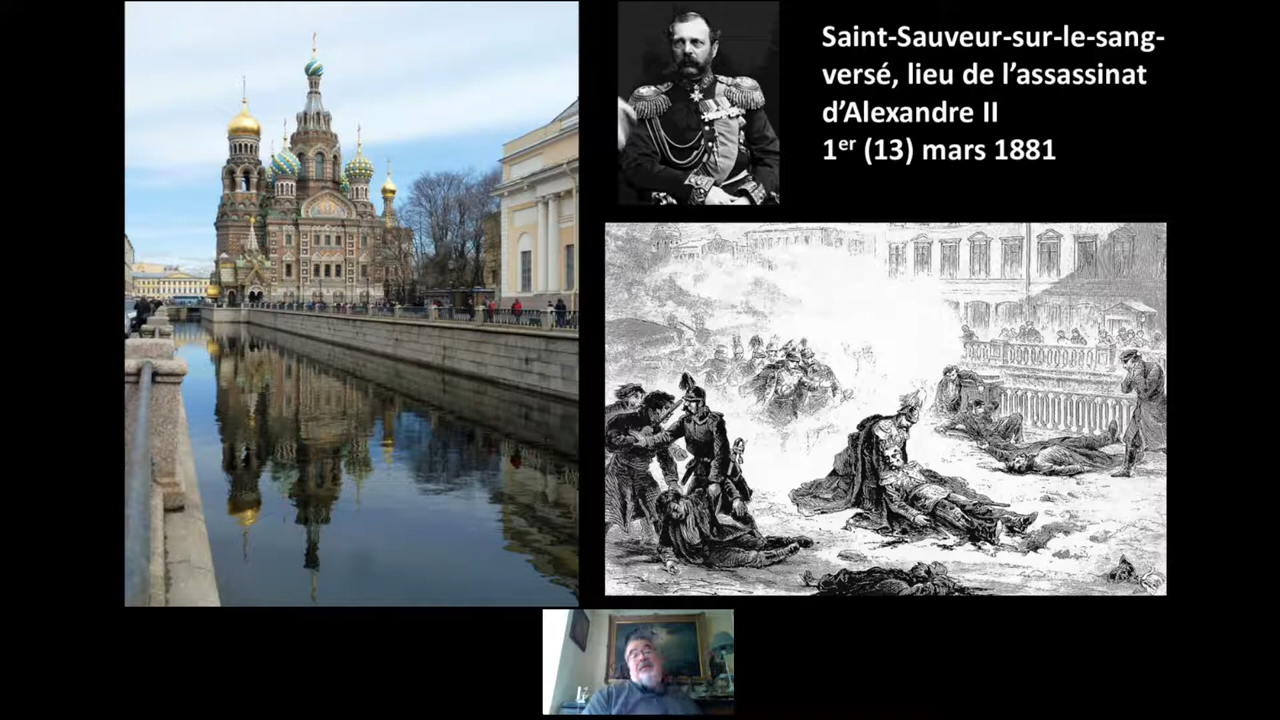 Saint-Sauveur-sur-le-sang-
versé, lieu de l’assassinat
d’Alexandre II
1er (13) mars 1881